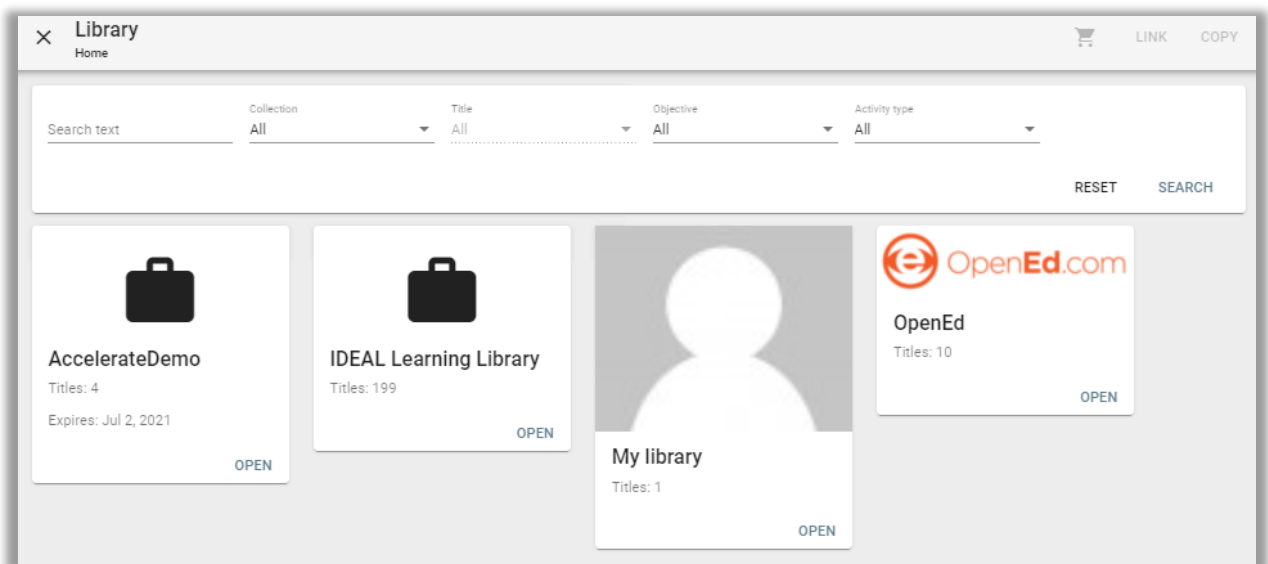 Library
Home
LINK COPY
Search text
Collection
All
Title
All
Objective
All
Activity type
All
RESET SEARCH
AccelerateDemo
Titles: 4
Expires: Jul 2, 2021
OPEN
IDEAL Learning Library
Titles: 199
OPEN
My library
Titles: 1
OPEN
OpenEd.com
OpenEd
Titles: 10
OPEN